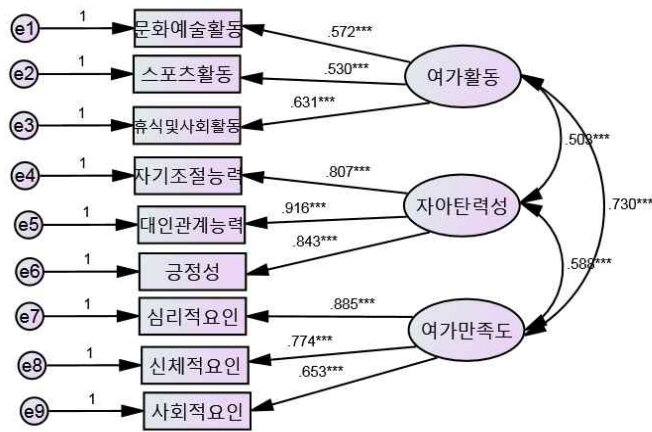 e1 1 문화예술활동 .572***
e2 1 스포츠활동 .530*** 여가활동
e3 1 휴식및사회활동 .631***
.503***
e4 1 자기조절능력 .807***
e5 1 대인관계능력 .916*** 자아탄력성 .730***
e6 1 긍정성 .843***
.588***
e7 1 심리적요인 .885***
e8 1 신체적요인 .774*** 여가만족도
e9 1 사회적요인 .653***